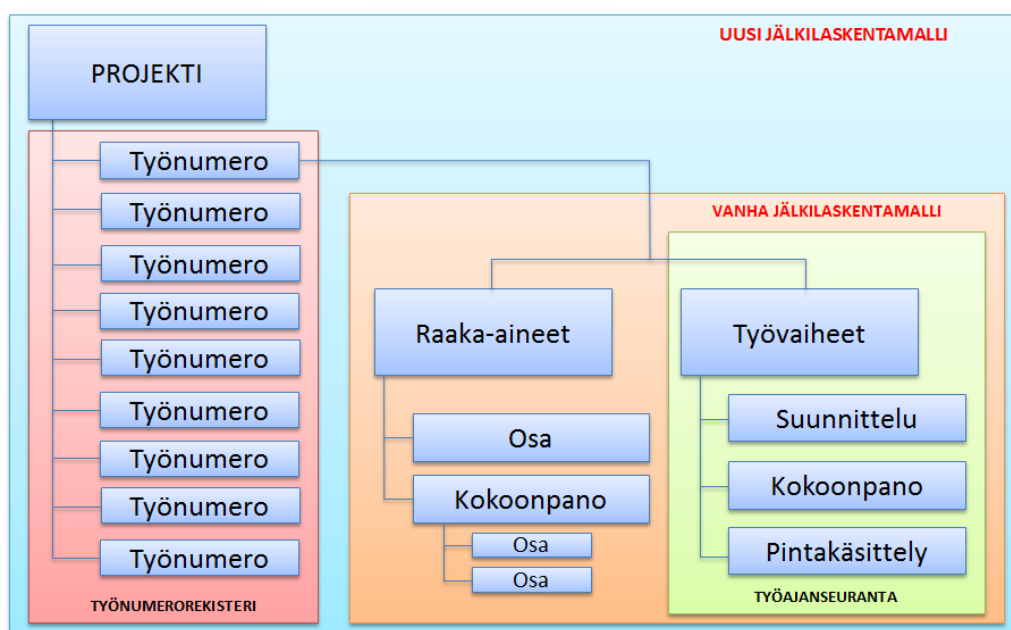 UUSI JÄLKILASKENTAMALLI
PROJEKTI
Työnumero
Työnumero
Työnumero
Työnumero
Työnumero
Työnumero
Työnumero
Työnumero
Työnumero
TYÖNUMEROREKISTERI
VANHA JÄLKILASKENTAMALLI
Raaka-aineet
Osa
Kokoonpano
Osa
Osa
Työvaiheet
Suunnittelu
Kokoonpano
Pintakäsittely
TYÖAJANSEURANTA